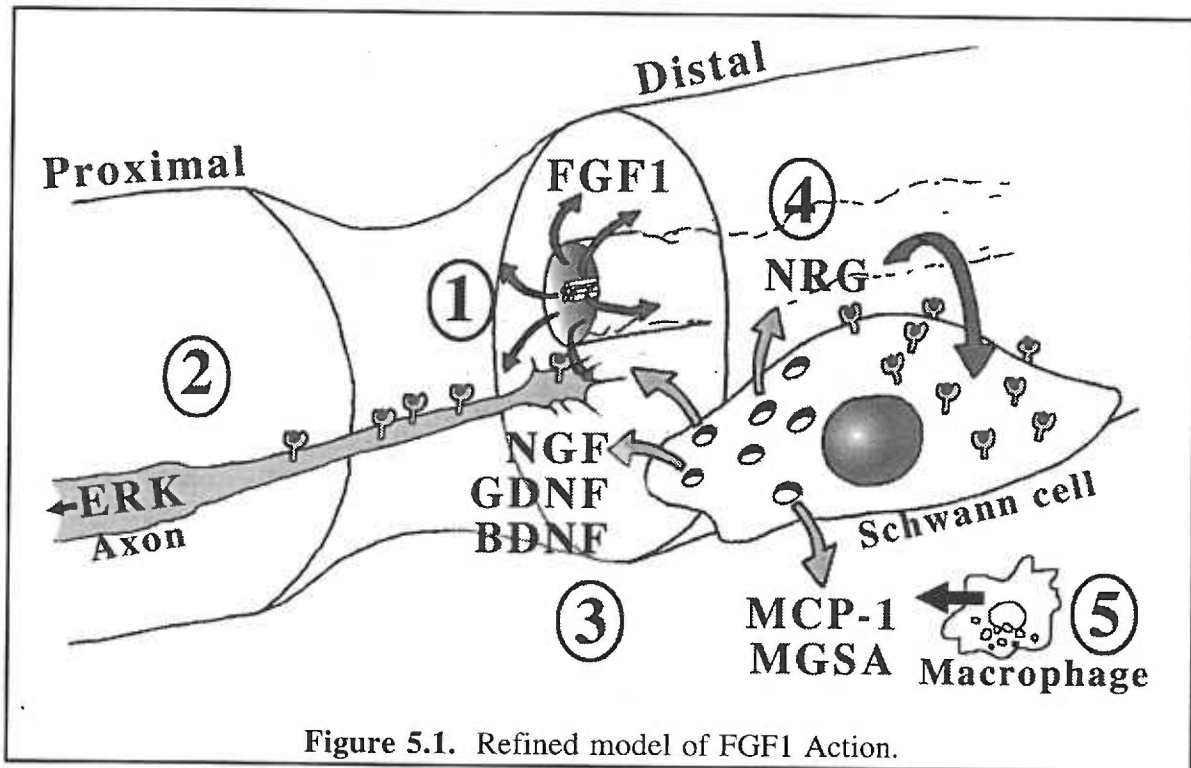 Distal
Proximal
FGF1
4
NRG
1
2
NGF
GDNF
BDNF
ERK
Axon
Schwann cell
3
MCP-1
MGSA
5
Macrophage
Figure 5.1. Refined model of FGF1 Action.